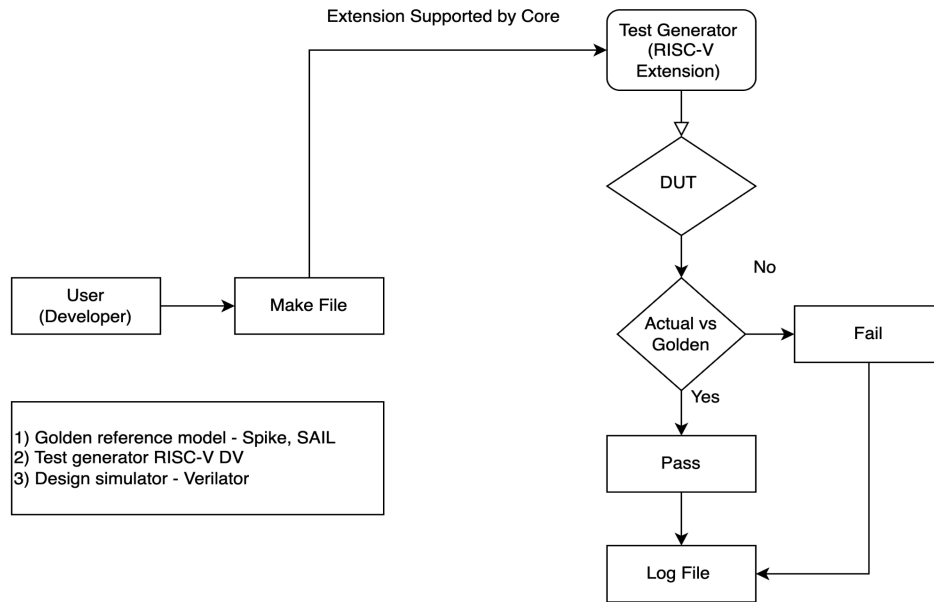 Extension Supported by Core
Test Generator
(RISC-V
Extension)
DUT
No
User
(Developer)
Make File
Actual vs
Golden
Fail
Yes
1) Golden reference model - Spike, SAIL
2) Test generator RISC-V DV
3) Design simulator - Verilator
Pass
Log File